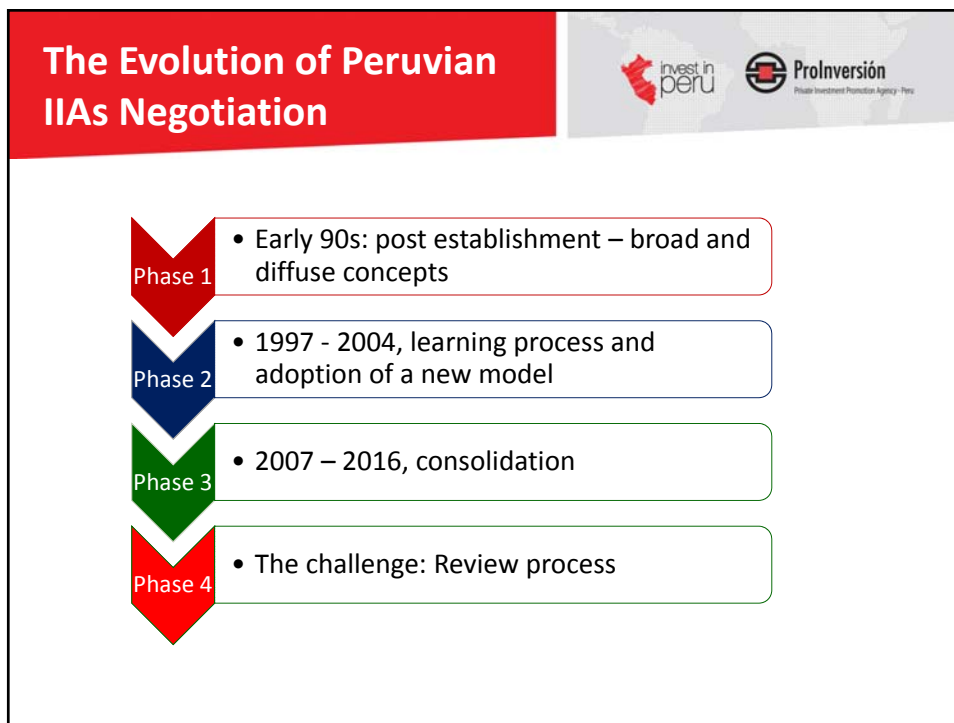 The Evolution of Peruvian
IIAs Negotiation
invest in
perú
ProInversión
Private Investment Promotion Agency - Peru
Phase 1
• Early 90s: post establishment – broad and
diffuse concepts
Phase 2
• 1997 - 2004, learning process and
adoption of a new model
Phase 3
• 2007 – 2016, consolidation
Phase 4
• The challenge: Review process